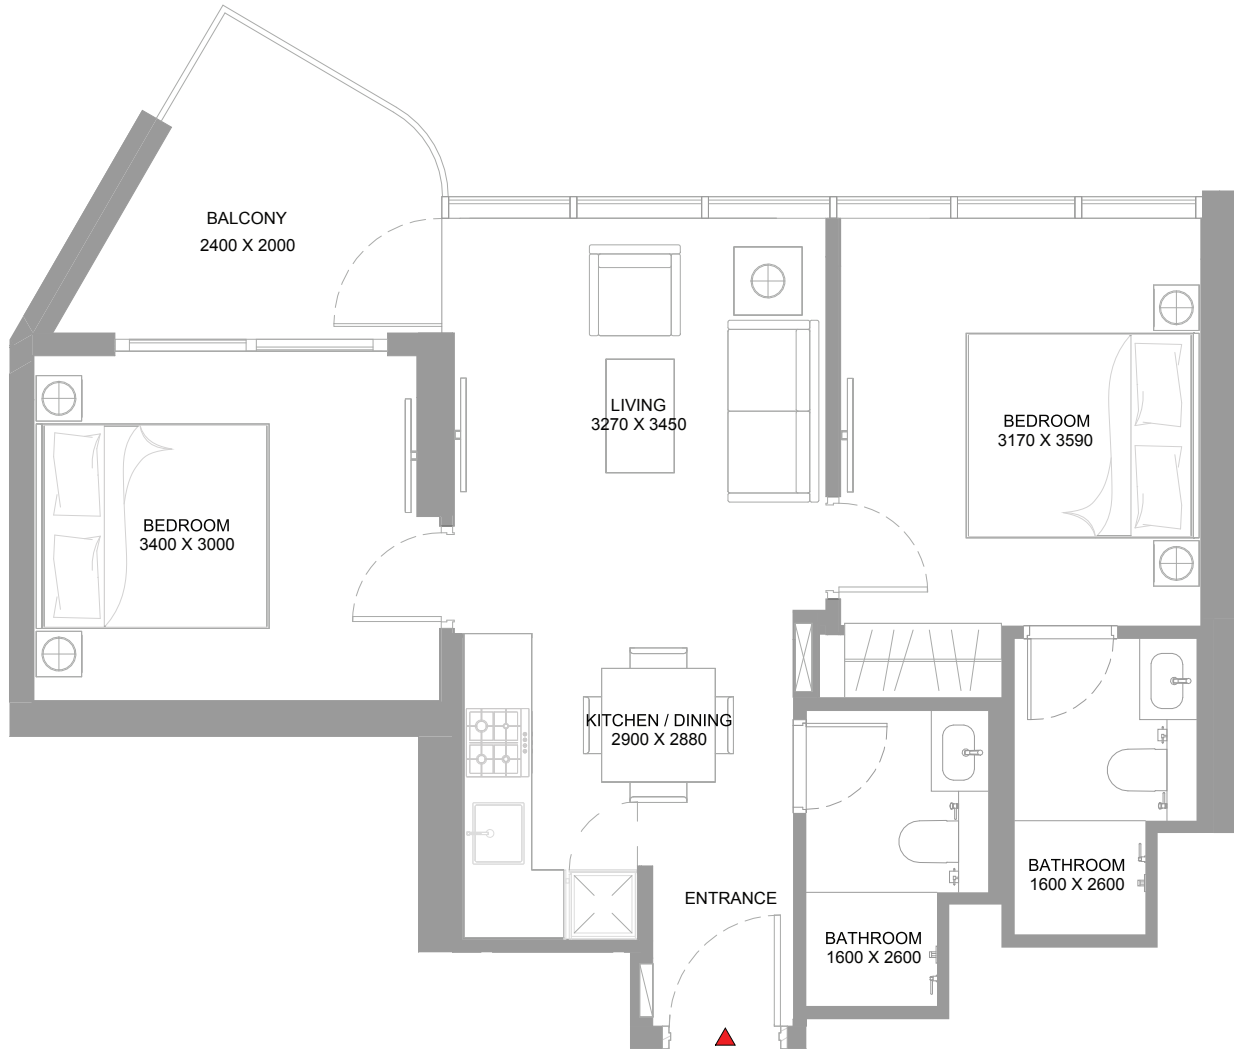 BALCONY
2400 X 2000
LIVING
3270 X 3450
BEDROOM
3170 X 3590
BEDROOM
3400 X 3000
KITCHEN / DINING
2900 X 2880
BATHROOM
1600 X 2600
ENTRANCE
BATHROOM
1600 X 2600